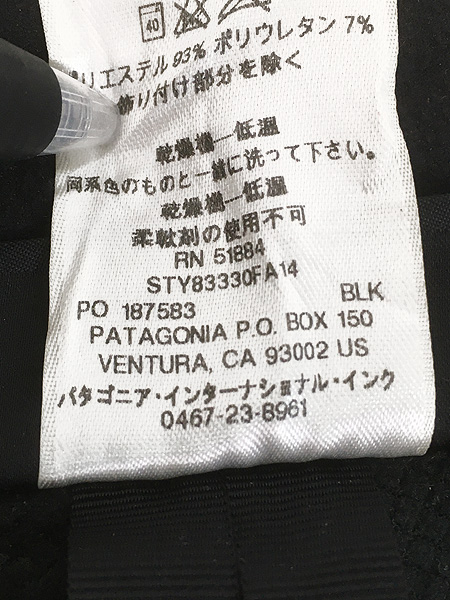 40
リエステル 93% ポリウレタン 7%
飾り付け部分を除く
乾燥機—低温
同系色のものと一緒に洗って下さい。
乾燥機—低温
柔軟剤の使用不可
RN 51884
STY83330FA14
PO 187583 BLK
PATAGONIA P.O. BOX 150
VENTURA, CA 93002 US
パタゴニア・インターナショナル・インク
0467-23-8961